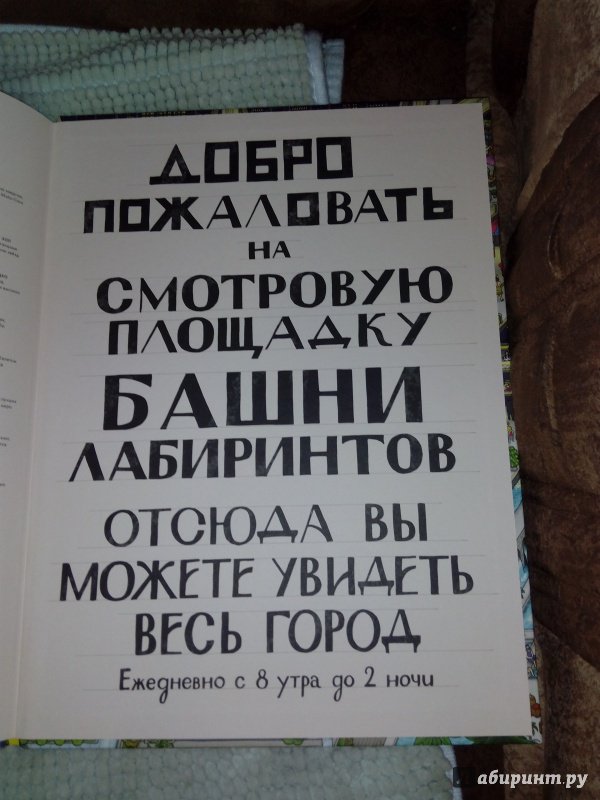 ДОБРО
ПОЖАЛОВАТЬ
НА
СМОТРОВУЮ
ПЛОЩАДКУ
БАШНИ
ЛАБИРИНТОВ
ОТСЮДА ВЫ
МОЖЕТЕ УВИДЕТЬ
ВЕСЬ ГОРОД
Ежедневно с 8 утра до 2 ночи
абиринт.ру